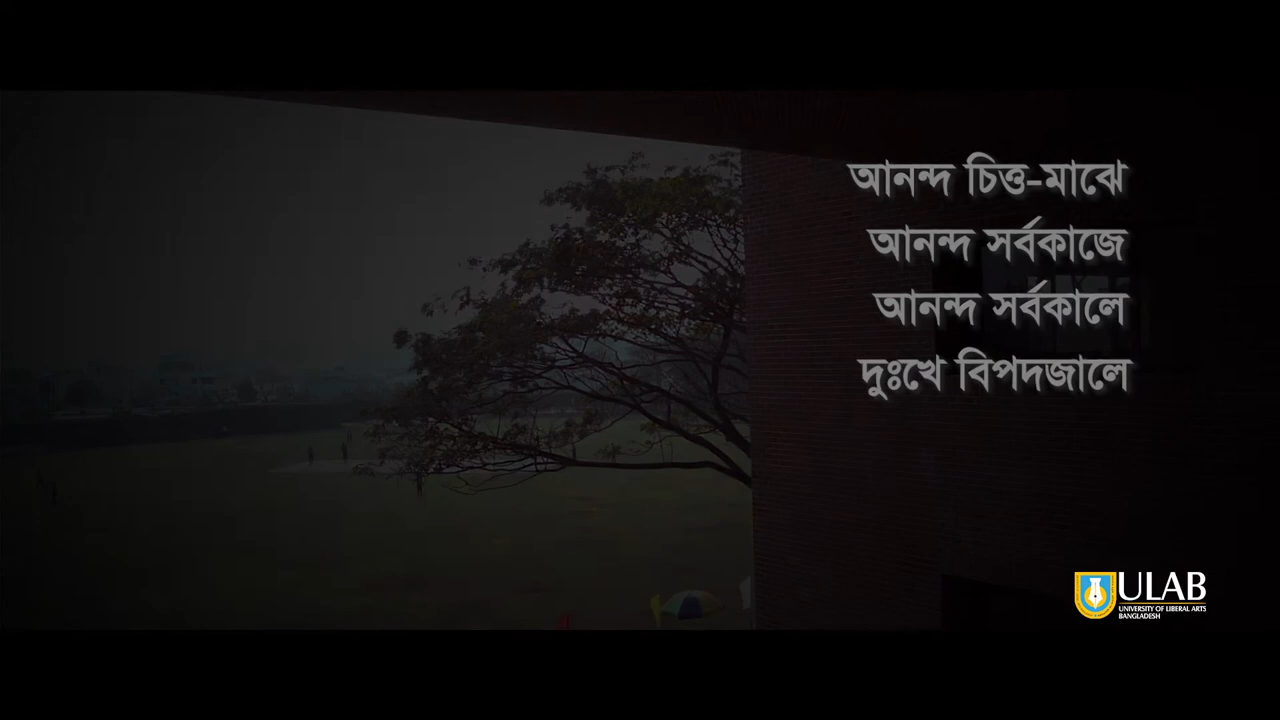 আনন্দ চিত্ত-মাঝে
আনন্দ সর্বকাজে
আনন্দ সর্বকালে
দুঃখে বিপদজালে
ULAB
UNIVERSITY OF LIBERAL ARTS
BANGLADESH